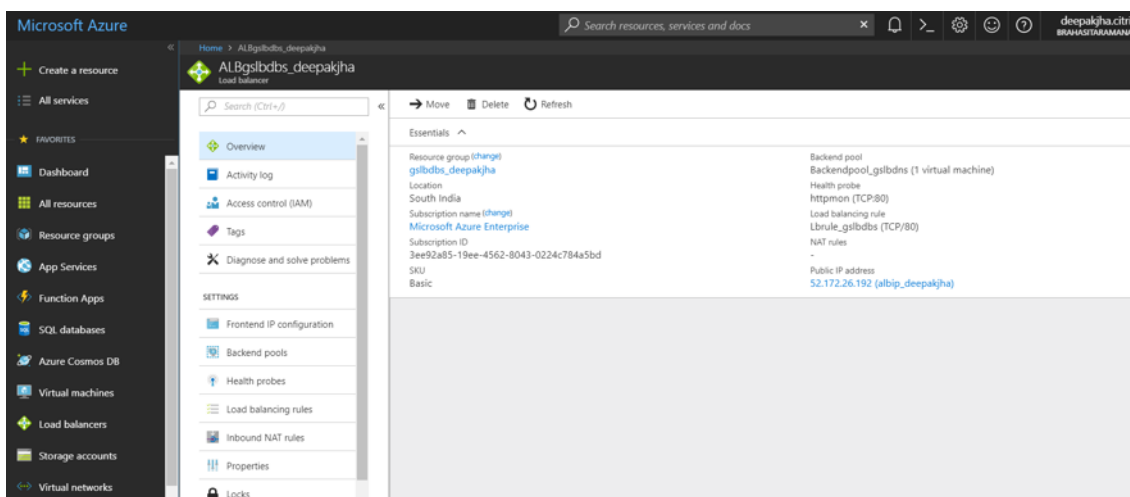 Microsoft Azure
Search resources, services and docs
deepakjha.citri
BRAHASITARAMANA
Home > ALBgslbdbs_deepakjha
ALBgslbdbs_deepakjha
Load balancer
Create a resource
All services
FAVORITES
Dashboard
All resources
Resource groups
App Services
Function Apps
SQL databases
Azure Cosmos DB
Virtual machines
Load balancers
Storage accounts
Virtual networks
Search (Ctrl+/)
Overview
Activity log
Access control (IAM)
Tags
Diagnose and solve problems
SETTINGS
Frontend IP configuration
Backend pools
Health probes
Load balancing rules
Inbound NAT rules
Properties
Locks
Move Delete Refresh
Essentials
Resource group (change)
gslbdbs_deepakjha
Location
South India
Subscription name (change)
Microsoft Azure Enterprise
Subscription ID
3ee92a85-19ee-4562-8043-0224c784a5bd
SKU
Basic
Backend pool
Backendpool_gslbdns (1 virtual machine)
Health probe
httpmon (TCP:80)
Load balancing rule
Lbrule_gslbdbs (TCP/80)
NAT rules
-
Public IP address
52.172.26.192 (albip_deepakjha)